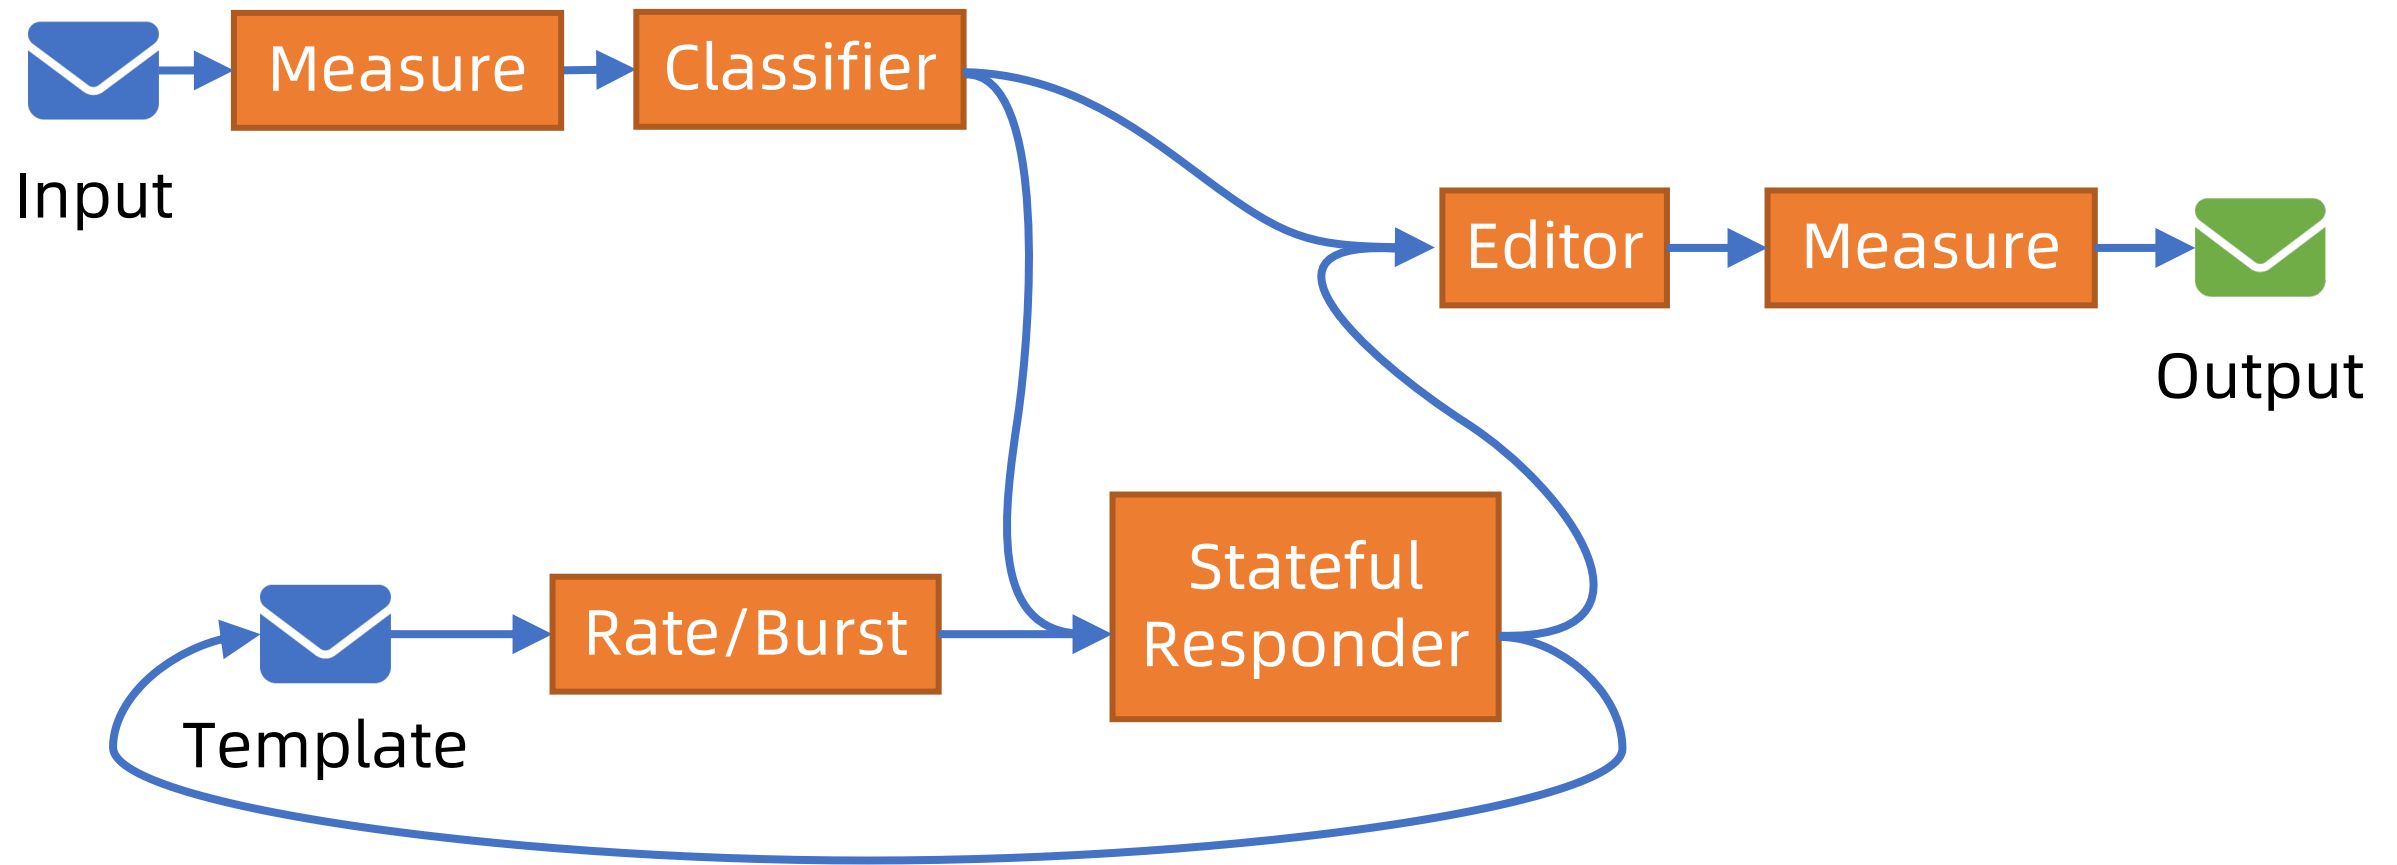 Measure
Classifier
Input
Editor
Measure
Output
Stateful
Responder
Rate/Burst
Template